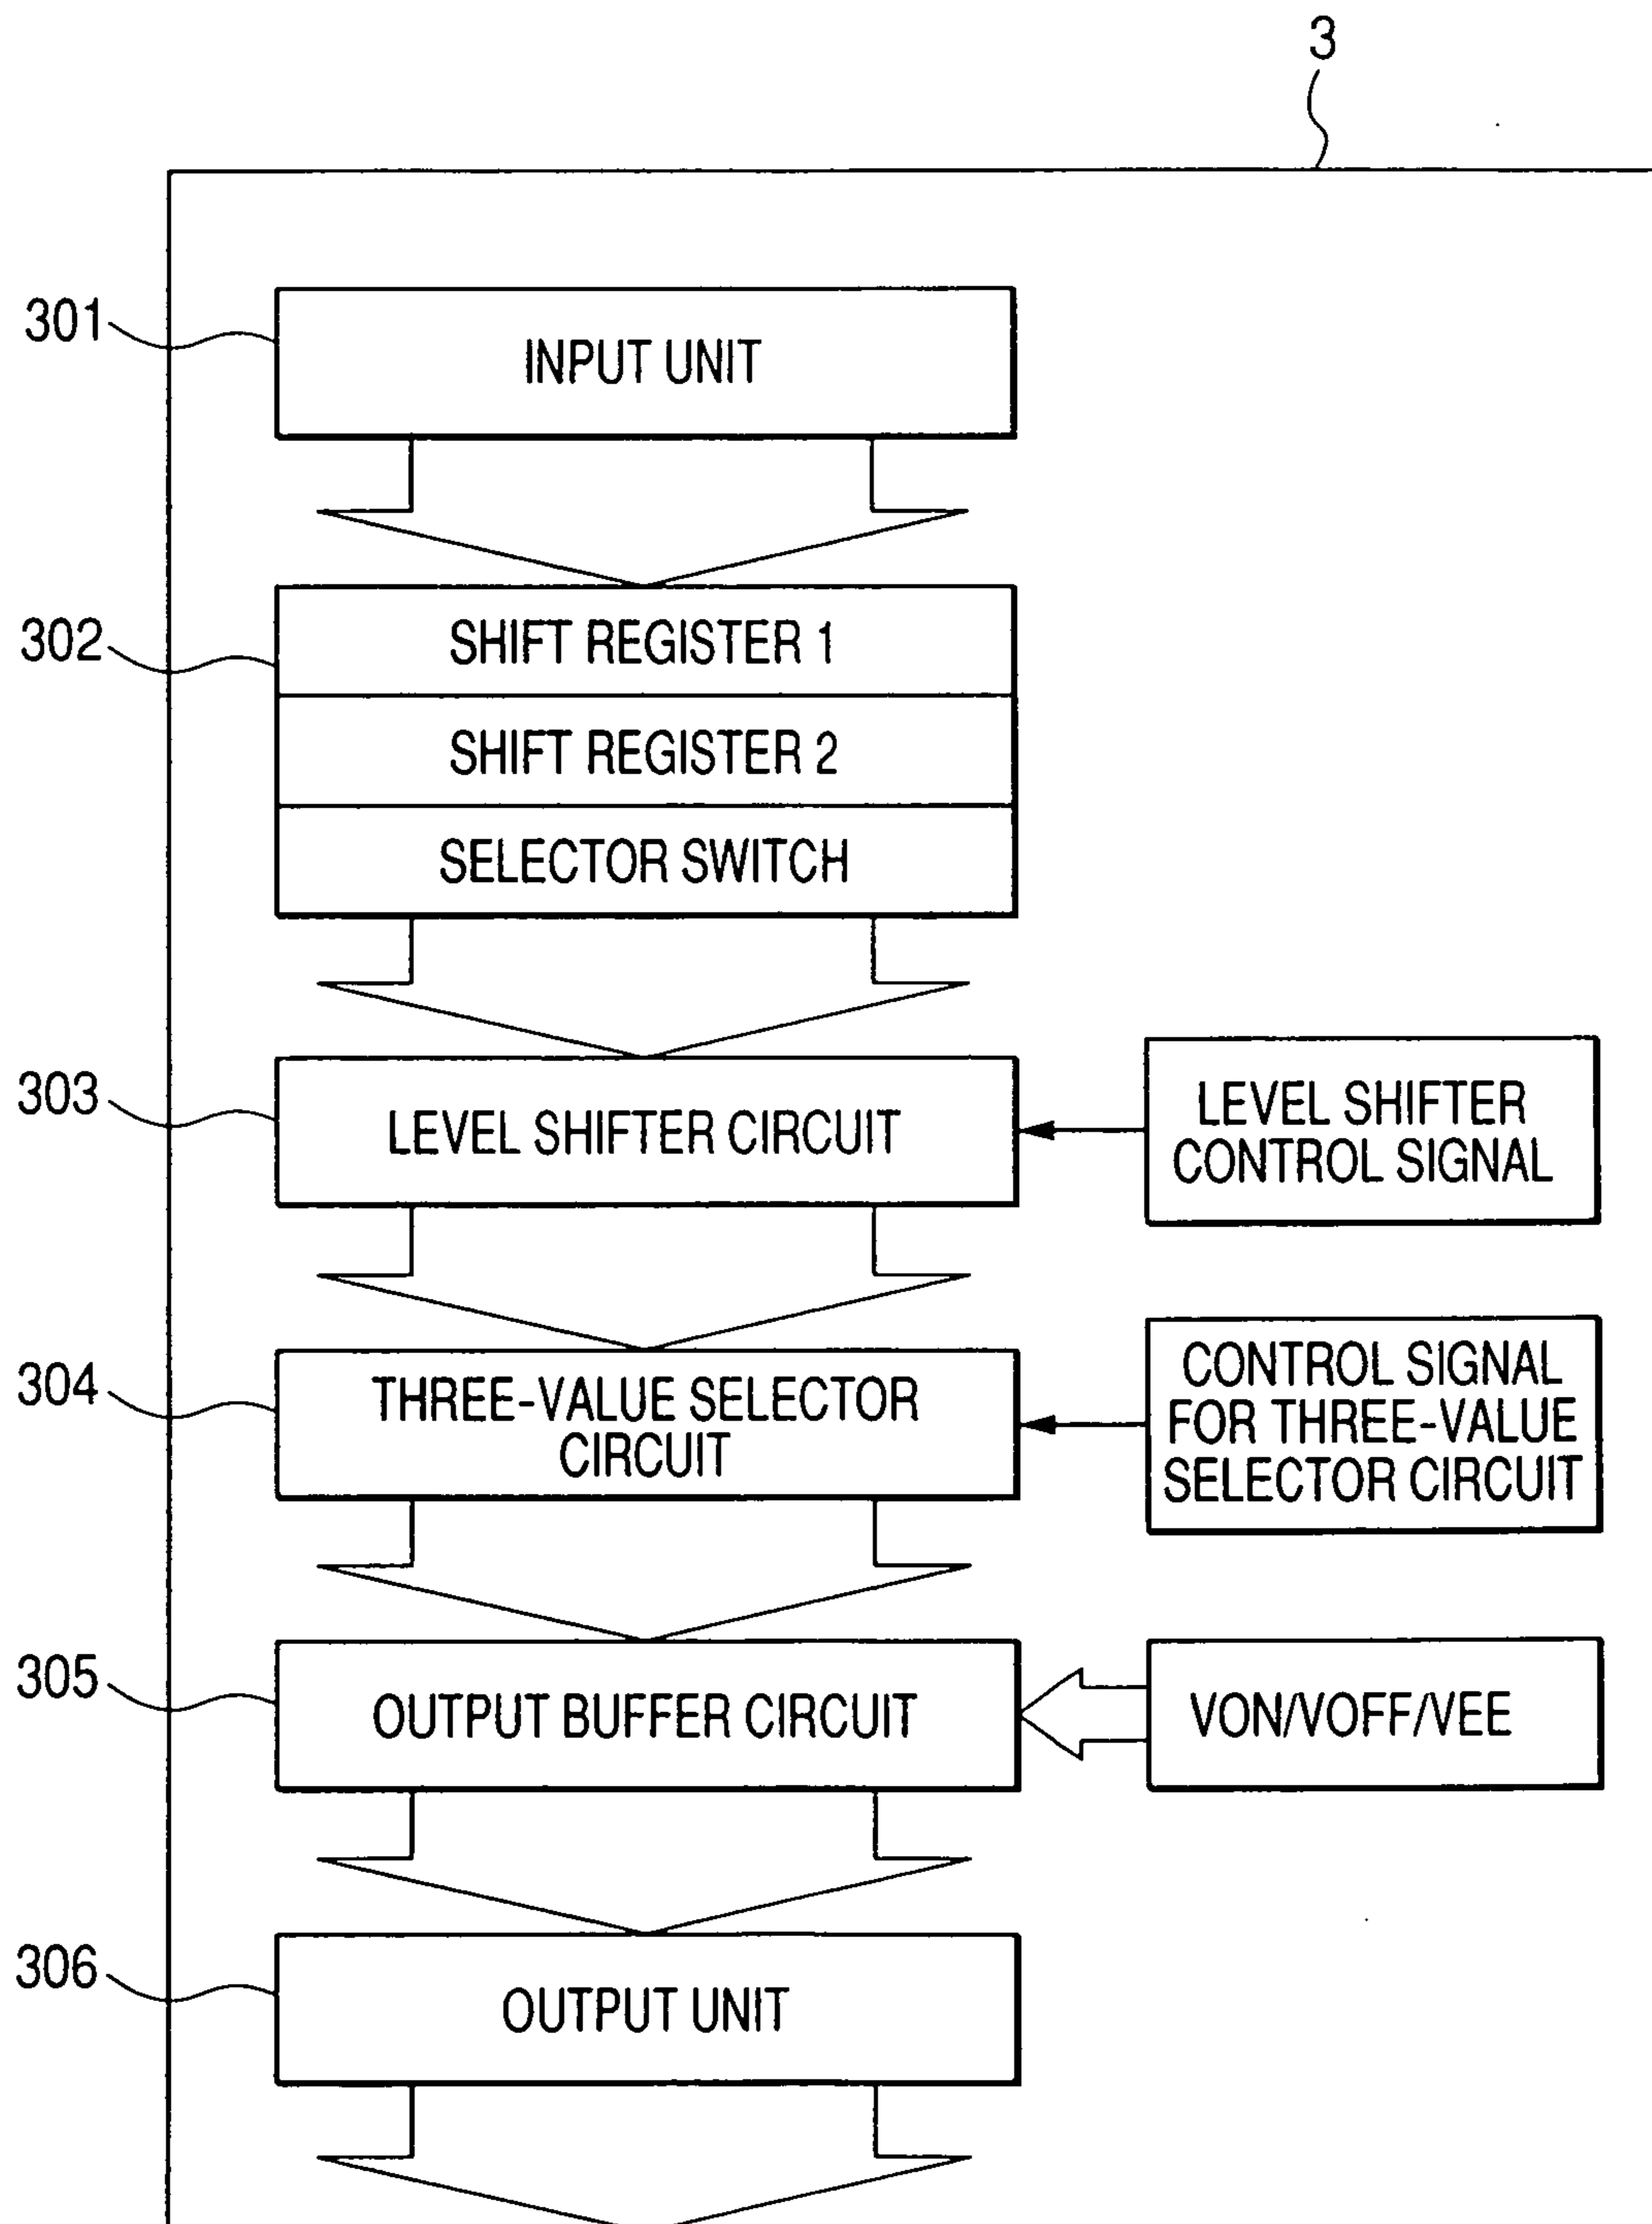 3
301
INPUT UNIT
302
SHIFT REGISTER 1
SHIFT REGISTER 2
SELECTOR SWITCH
303
LEVEL SHIFTER CIRCUIT
LEVEL SHIFTER
CONTROL SIGNAL
304
THREE-VALUE SELECTOR
CIRCUIT
CONTROL SIGNAL
FOR THREE-VALUE
SELECTOR CIRCUIT
305
OUTPUT BUFFER CIRCUIT
VON/VOFF/VEE
306
OUTPUT UNIT